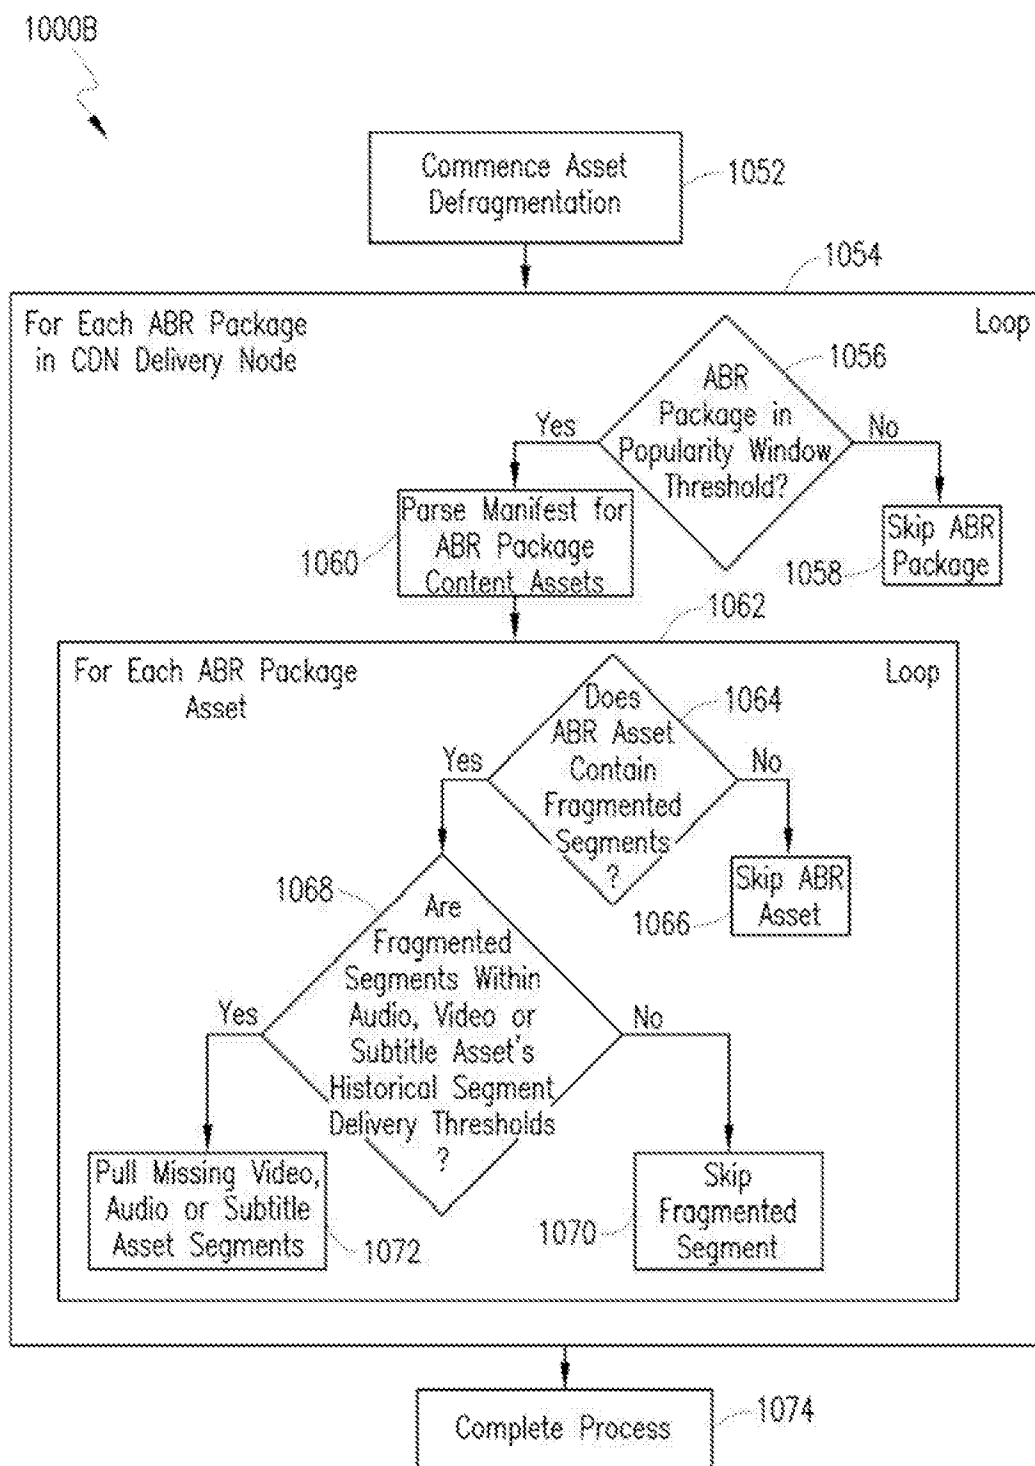 1000B
Commence Asset
Defragmentation
1052
1054
For Each ABR Package
in CDN Delivery Node
Loop
1056
ABR
Package in
Popularity Window
Threshold?
Yes
No
Parse Manifest for
ABR Package
Content Assets
1060
Skip ABR
Package
1058
1062
For Each ABR Package
Asset
Loop
1064
Does
ABR Asset
Contain
Fragmented
Segments
?
Yes
No
Skip ABR
Asset
1066
1068
Are
Fragmented
Segments Within
Audio, Video or
Subtitle Asset's
Historical Segment
Delivery Thresholds
?
Yes
No
Pull Missing Video,
Audio or Subtitle
Asset Segments
1072
Skip
Fragmented
Segment
1070
Complete Process
1074